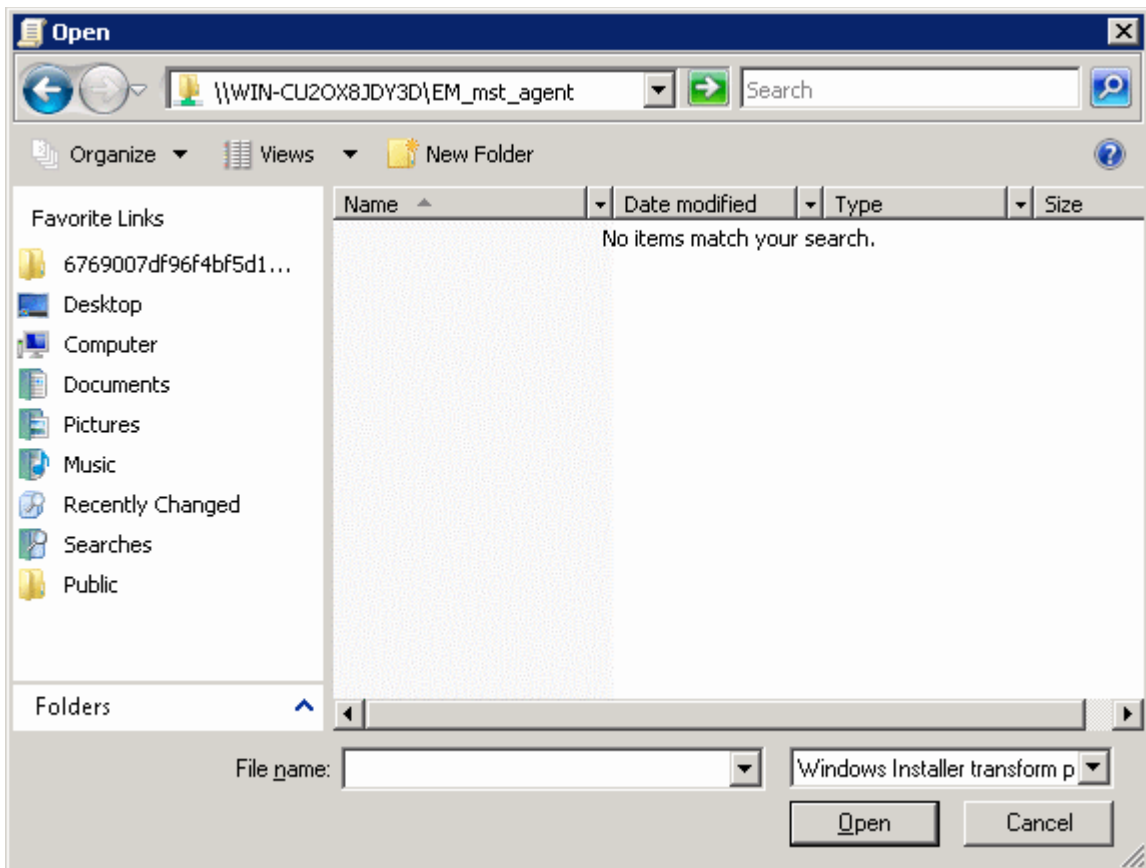 Open
\\WIN-CU2OX8JDY3D\EM_mst_agent
Search
Organize
Views
New Folder
Favorite Links
6769007df96f4bf5d1...
Desktop
Computer
Documents
Pictures
Music
Recently Changed
Searches
Public
Folders
Name
Date modified
Type
Size
No items match your search.
File name:
Windows Installer transform p
Open
Cancel